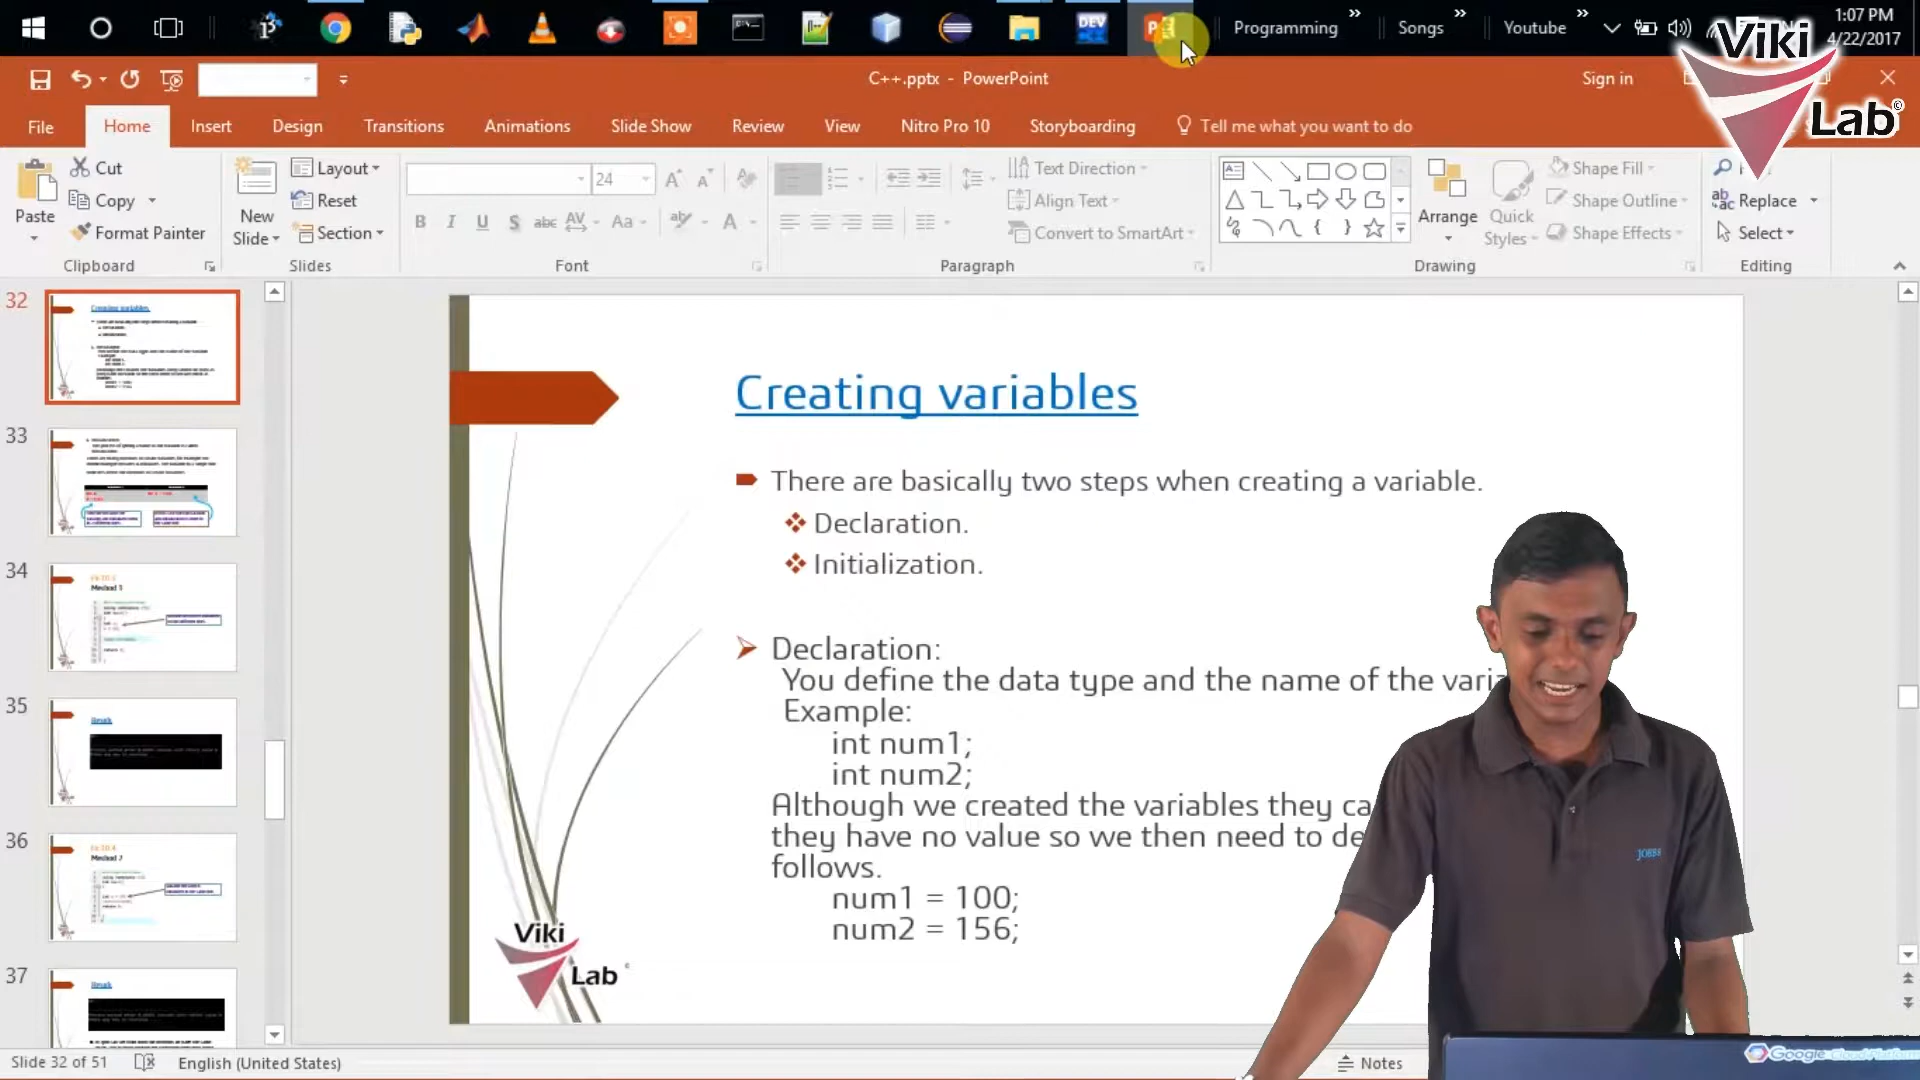 Programming
Songs
Youtube
1:07 PM
4/22/2017
Viki
Lab
C++.pptx - PowerPoint
Sign in
File
Home
Insert
Design
Transitions
Animations
Slide Show
Review
View
Nitro Pro 10
Storyboarding
Tell me what you want to do
Paste
Cut
Copy
Format Painter
Clipboard
New
Slide
Layout
Reset
Section
Slides
24
Font
Text Direction
Align Text
Convert to SmartArt
Paragraph
Arrange
Quick
Styles
Shape Fill
Shape Outline
Shape Effects
Drawing
Replace
Select
Editing
32
33
34
35
36
37
Creating variables
There are basically two steps when creating a variable.
Declaration.
Initialization.
Declaration:
You define the data type and the name of the
Example:
int num1;
int num2;
Although we created the variables they
they have no value so we then need to
follows.
num1 = 100;
num2 = 156;
Viki
Lab
JOBBS
Slide 32 of 51
English (United States)
Notes
Google Cloud Platform